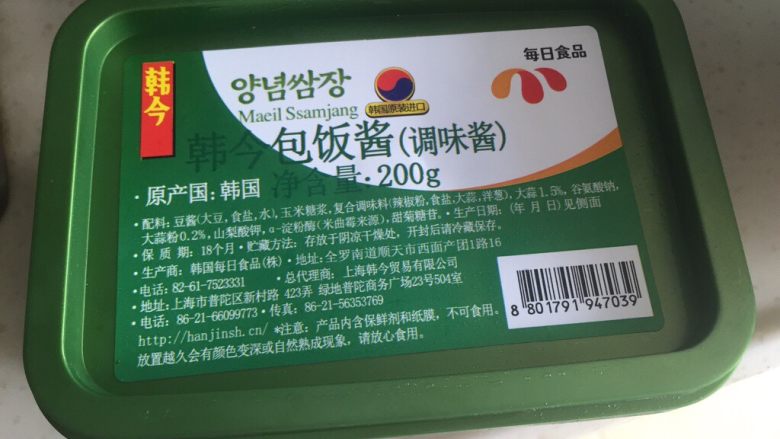 韩今
양념쌈장
Maeil Ssamjang
韩国原装进口
每日食品
韩今包饭酱(调味酱)
·原产国:韩国 净含量:200g
·配料:豆酱(大豆,食盐,水),玉米糖浆,复合调味料(辣椒粉,食盐,大蒜,洋葱),大蒜1.5%,谷氨酸钠,
大蒜粉0.2%,山梨酸钾,α-淀粉酶(米曲霉来源),甜菊糖苷.·生产日期:(年 月 日)见侧面
·保 质 期:18个月·贮藏方法:存放于阴凉干燥处,开封后请冷藏保存。
·生产商:韩国每日食品(株)·地址:全罗南道顺天市西面产团1路16
·电话:82-61-7523331 ·总代理商:上海韩今贸易有限公司
·地址:上海市普陀区新村路 423弄 绿地普陀商务广场23号504室
·电话:86-21-66099773·传真:86-21-56353769
http://hanjinsh.cn/ *注意:产品内含保鲜剂和纸膜,不可食用。
放置越久会有颜色变深或自然熟成现象,请放心食用。
8 801791 947039